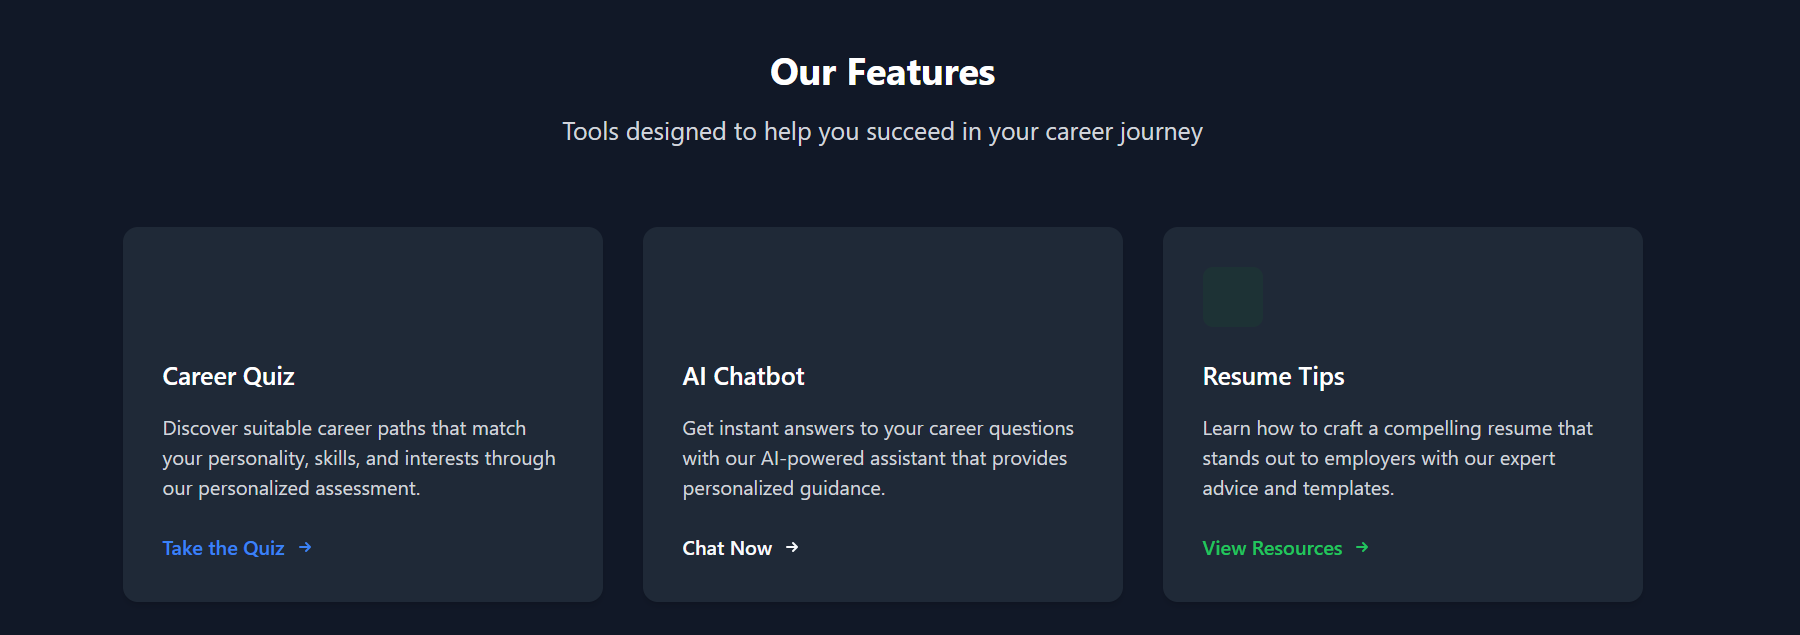 Our Features
Tools designed to help you succeed in your career journey
Career Quiz
Discover suitable career paths that match
your personality, skills, and interests through
our personalized assessment.
Take the Quiz →
AI Chatbot
Get instant answers to your career questions
with our AI-powered assistant that provides
personalized guidance.
Chat Now →
Resume Tips
Learn how to craft a compelling resume that
stands out to employers with our expert
advice and templates.
View Resources →